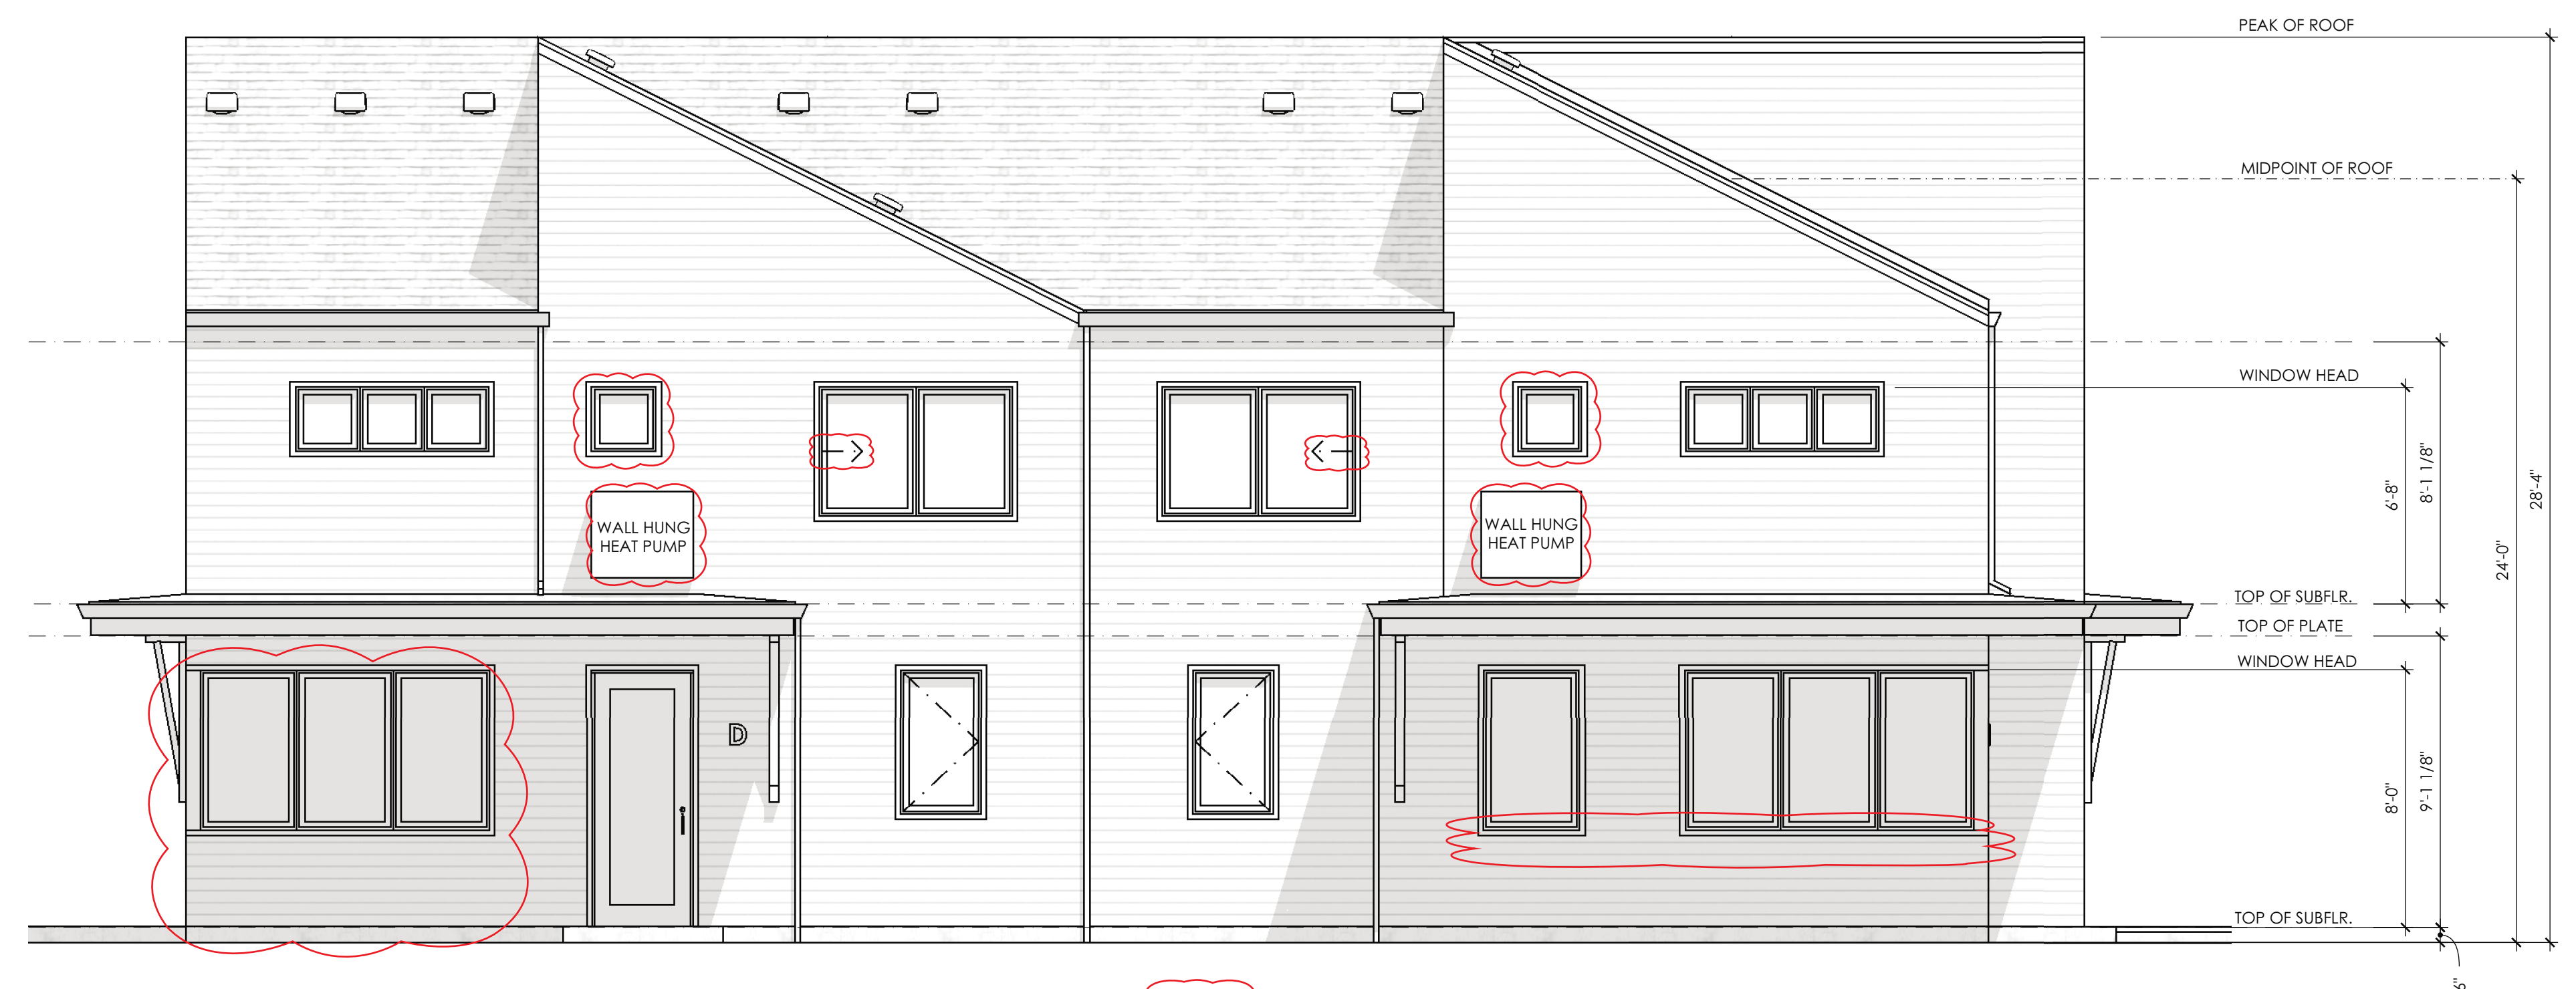 PEAK OF ROOF
MIDPOINT OF ROOF
WINDOW HEAD
6'-8"
8'-1 1/8"
24'-0"
28'-4"
WALL HUNG
HEAT PUMP
WALL HUNG
HEAT PUMP
TOP OF SUBFLR.
TOP OF PLATE
WINDOW HEAD
D
8'-0"
9'-1 1/8"
TOP OF SUBFLR.